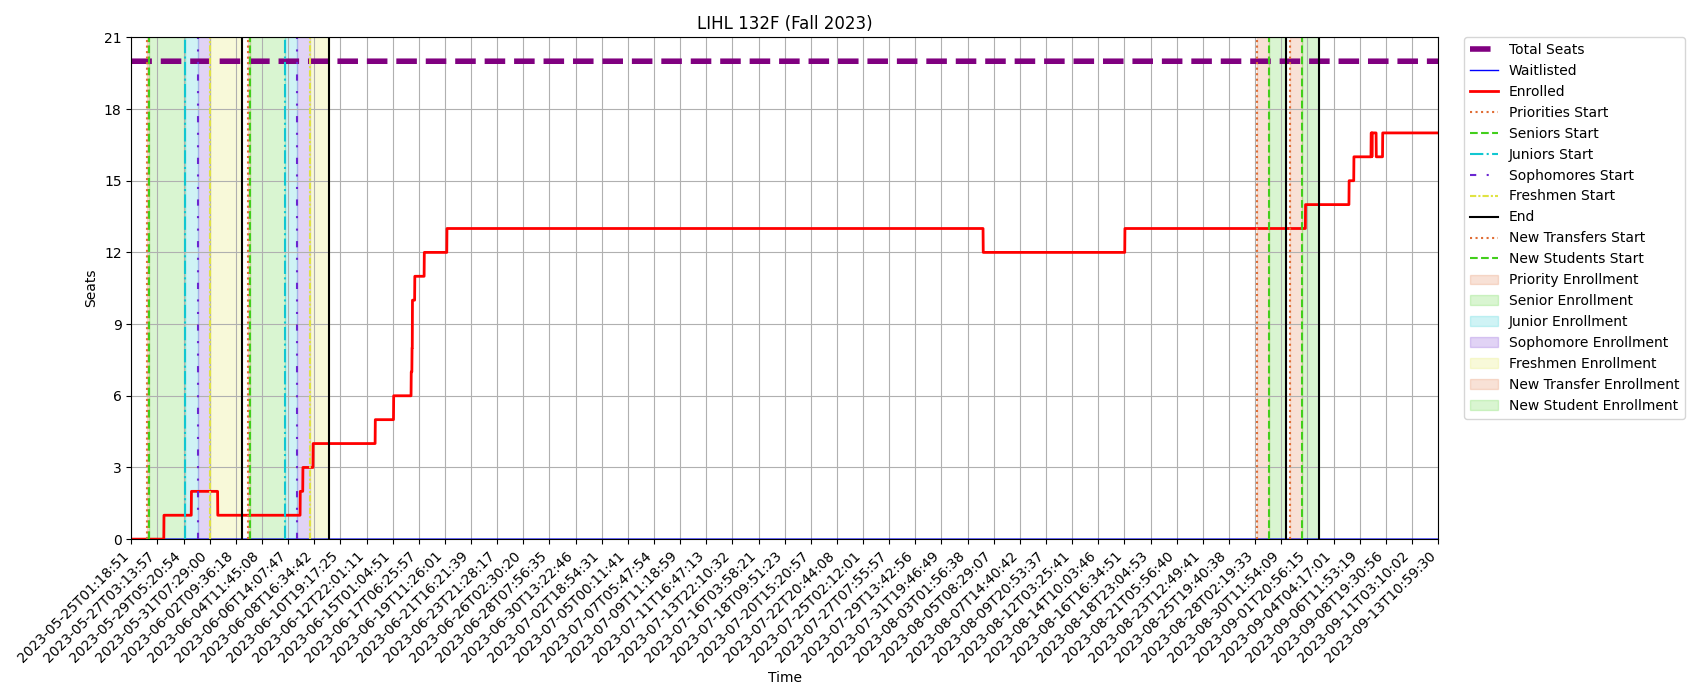 LIHL 132F (Fall 2023)
21
18
15
12
9
6
3
0
Seats
2023-05-25T01:18:51
2023-05-27T03:13:57
2023-05-29T05:20:54
2023-05-31T07:29:00
2023-06-02T09:36:18
2023-06-04T11:45:08
2023-06-06T14:07:47
2023-06-08T16:34:42
2023-06-10T19:17:25
2023-06-12T22:01:11
2023-06-15T01:04:51
2023-06-17T06:25:57
2023-06-19T11:26:01
2023-06-21T16:21:39
2023-06-23T21:28:17
2023-06-26T02:30:20
2023-06-28T07:56:35
2023-06-30T13:22:46
2023-07-02T18:54:31
2023-07-05T00:11:41
2023-07-07T05:47:54
2023-07-09T11:18:59
2023-07-11T16:47:13
2023-07-13T22:10:32
2023-07-16T03:58:21
2023-07-18T09:51:23
2023-07-20T15:20:57
2023-07-22T20:44:08
2023-07-25T02:12:01
2023-07-27T07:55:57
2023-07-29T13:42:56
2023-07-31T19:46:49
2023-08-03T01:56:38
2023-08-05T08:29:07
2023-08-07T14:40:42
2023-08-09T20:53:37
2023-08-12T03:25:41
2023-08-14T10:03:46
2023-08-16T16:34:51
2023-08-18T23:04:53
2023-08-21T05:56:40
2023-08-23T12:49:41
2023-08-25T19:40:38
2023-08-28T02:19:33
2023-08-30T11:54:09
2023-09-01T20:56:15
2023-09-04T04:17:01
2023-09-06T11:53:19
2023-09-08T19:30:56
2023-09-11T03:10:02
2023-09-13T10:59:30
Time
Total Seats
Waitlisted
Enrolled
Priorities Start
Seniors Start
Juniors Start
Sophomores Start
Freshmen Start
End
New Transfers Start
New Students Start
Priority Enrollment
Senior Enrollment
Junior Enrollment
Sophomore Enrollment
Freshmen Enrollment
New Transfer Enrollment
New Student Enrollment